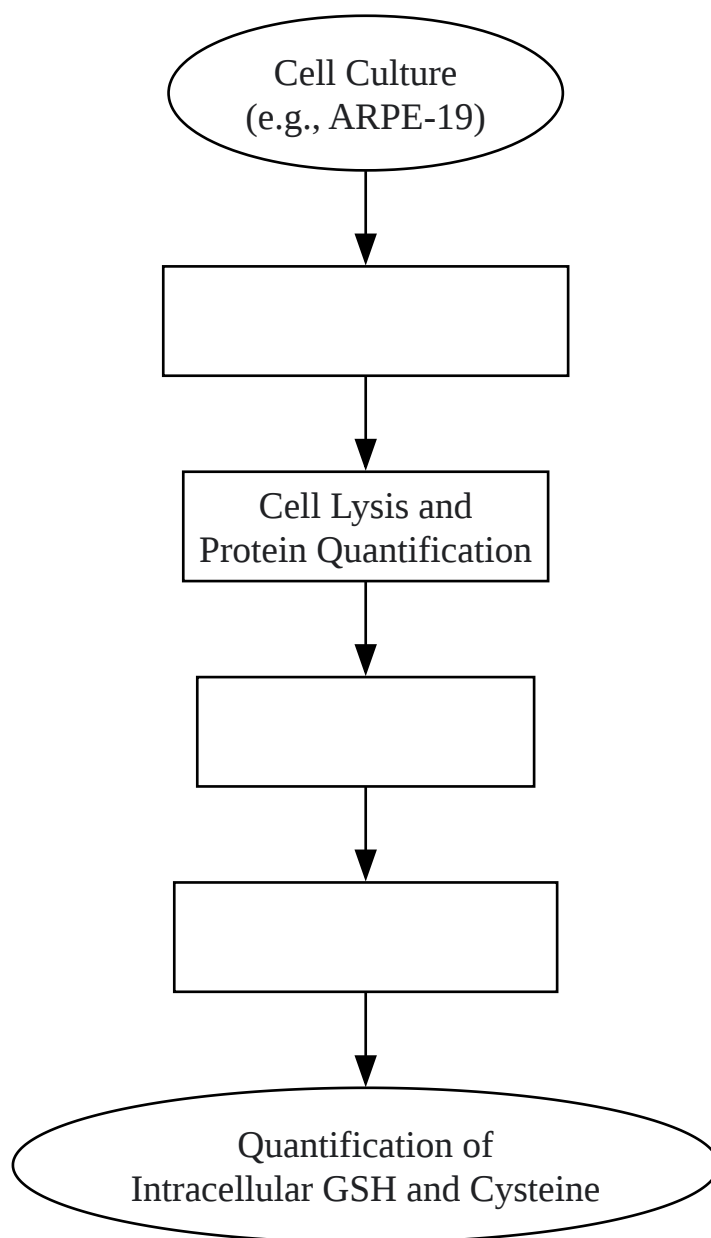 Cell Culture
(e.g., ARPE-19)
Cell Lysis and
Protein Quantification
Quantification of
Intracellular GSH and Cysteine